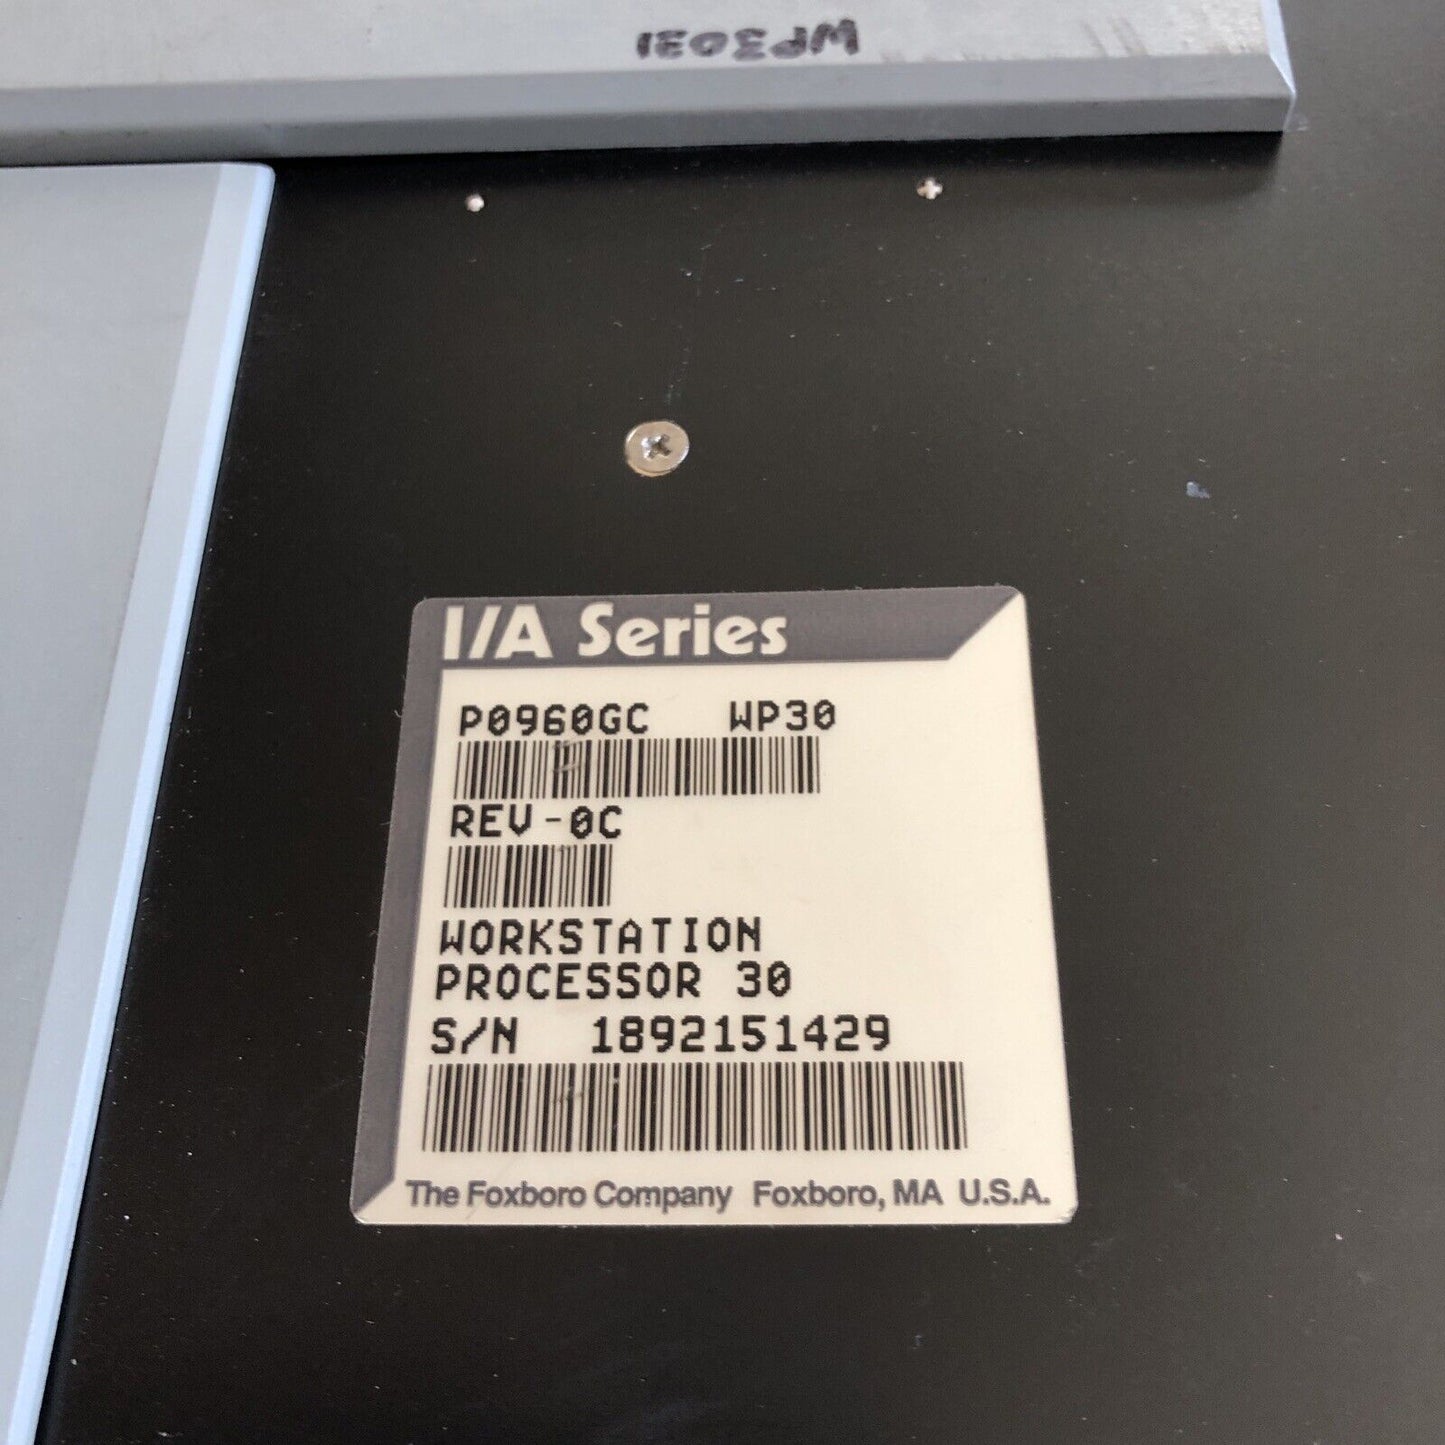 WP3031
I/A Series
P0960GC WP30
REV-0C
WORKSTATION
PROCESSOR 30
S/N 1892151429
The Foxboro Company Foxboro, MA U.S.A.